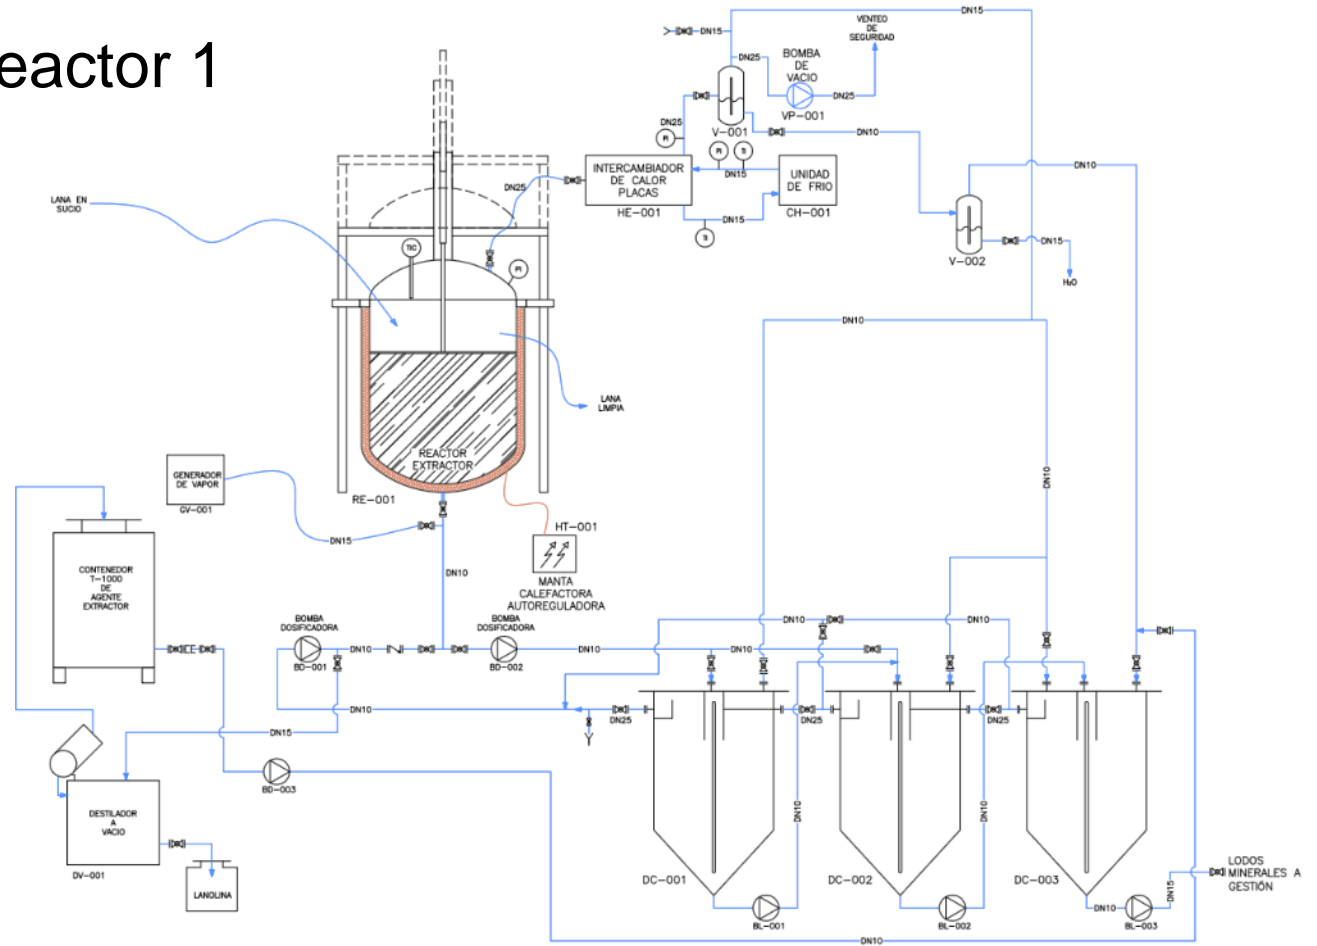 eactor 1
DN15
VENTEO
DE
SEGURIDAD
DN15
DN25
BOMBA
DE
VACIO
DN25
VP-001
V-001
DN25
PI
DN10
PI
TI
INTERCAMBIADOR
DE CALOR
PLACAS
HE-001
DN15
UNIDAD
DE FRIO
CH-001
DN15
TI
DN10
V-002
DN15
H₂O
DN25
LANA EN
SUCIO
TIC
PI
DN10
LANA
LIMPIA
REACTOR
EXTRACTOR
RE-001
GENERADOR
DE VAPOR
GV-001
DN15
HT-001
MANTA
CALEFACTORA
AUTOREGULADORA
DN10
DN10
CONTENEDOR
T-1000
DE
AGENTE
EXTRACTOR
BOMBA
DOSIFICADORA
BD-001
DN10
BOMBA
DOSIFICADORA
BD-002
DN10
DN10
DN10
DN10
DN10
DN25
DN25
DN25
DN15
BD-003
DESTILADOR
A
VACIO
DV-001
LANOLINA
DN10
DN10
DC-001
DC-002
DC-003
BL-001
BL-002
DN10
BL-003
DN15
LODOS
MINERALES A
GESTIÓN
DN10